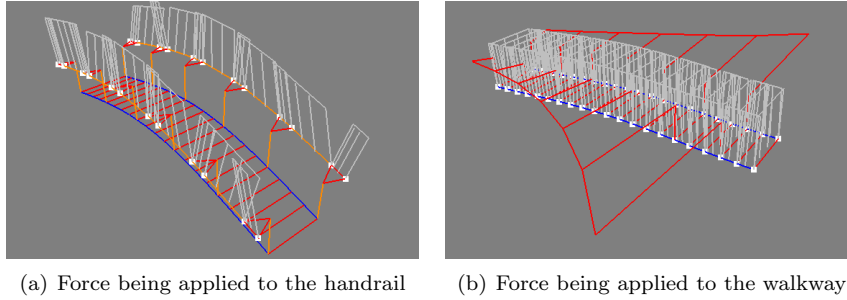 (a) Force being applied to the handrail
(b) Force being applied to the walkway